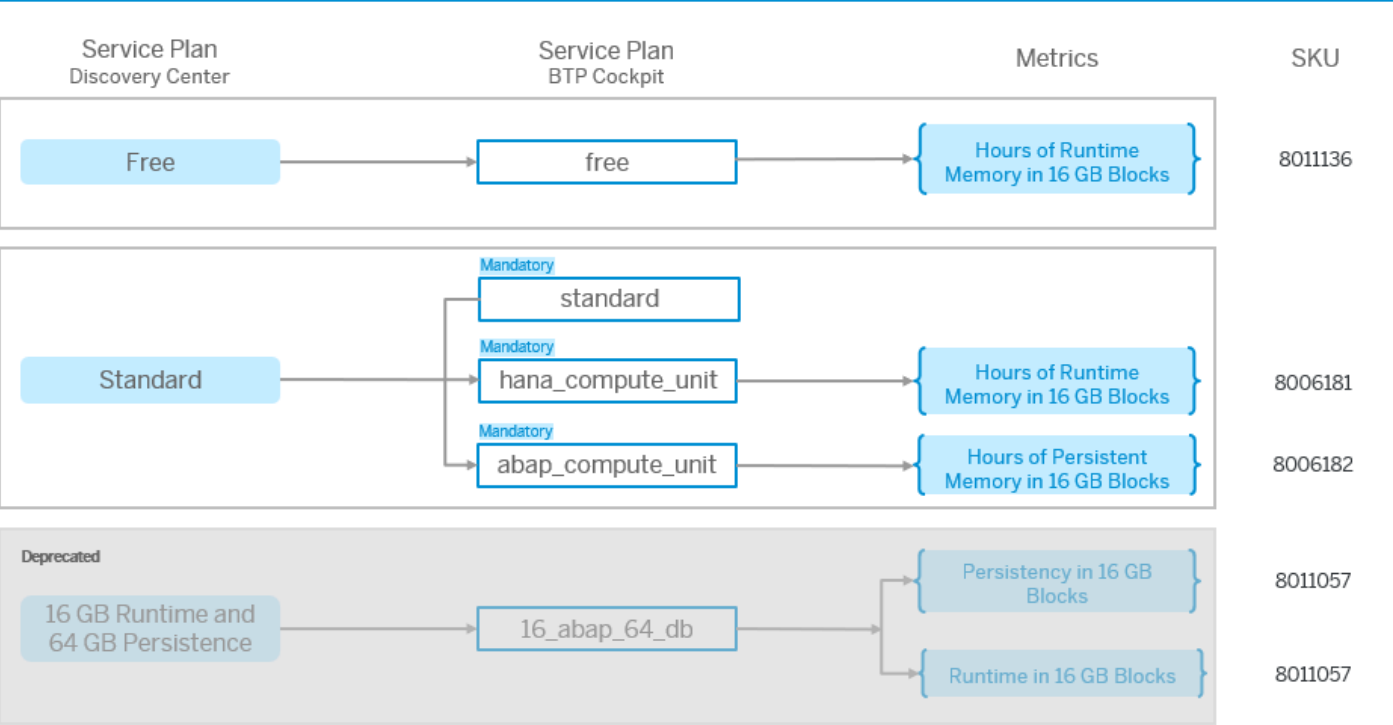 Service Plan
Discovery Center
Service Plan
BTP Cockpit
Metrics
SKU
Free
free
Hours of Runtime
Memory in 16 GB Blocks
8011136
Mandatory
standard
Standard
Mandatory
hana_compute_unit
Hours of Runtime
Memory in 16 GB Blocks
8006181
Mandatory
abap_compute_unit
Hours of Persistent
Memory in 16 GB Blocks
8006182
Deprecated
16 GB Runtime and
64 GB Persistence
16_abap_64_db
Persistency in 16 GB
Blocks
8011057
Runtime in 16 GB Blocks
8011057